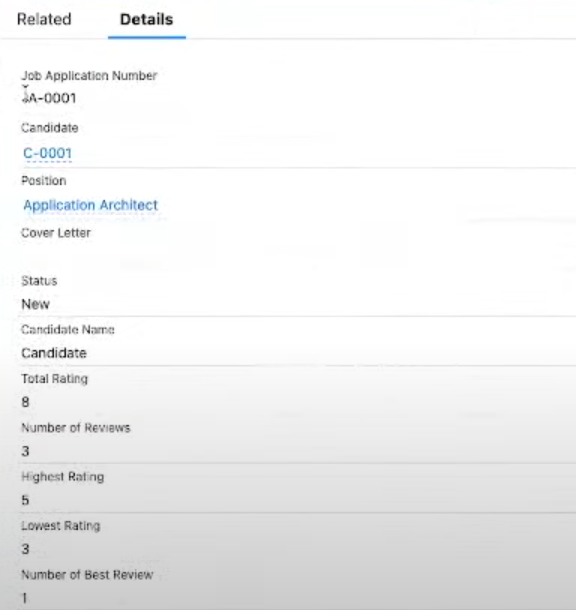 Related Details
Job Application Number
JA-0001
Candidate
C-0001
Position
Application Architect
Cover Letter
Status
New
Candidate Name
Candidate
Total Rating
8
Number of Reviews
3
Highest Rating
5
Lowest Rating
3
Number of Best Review
1